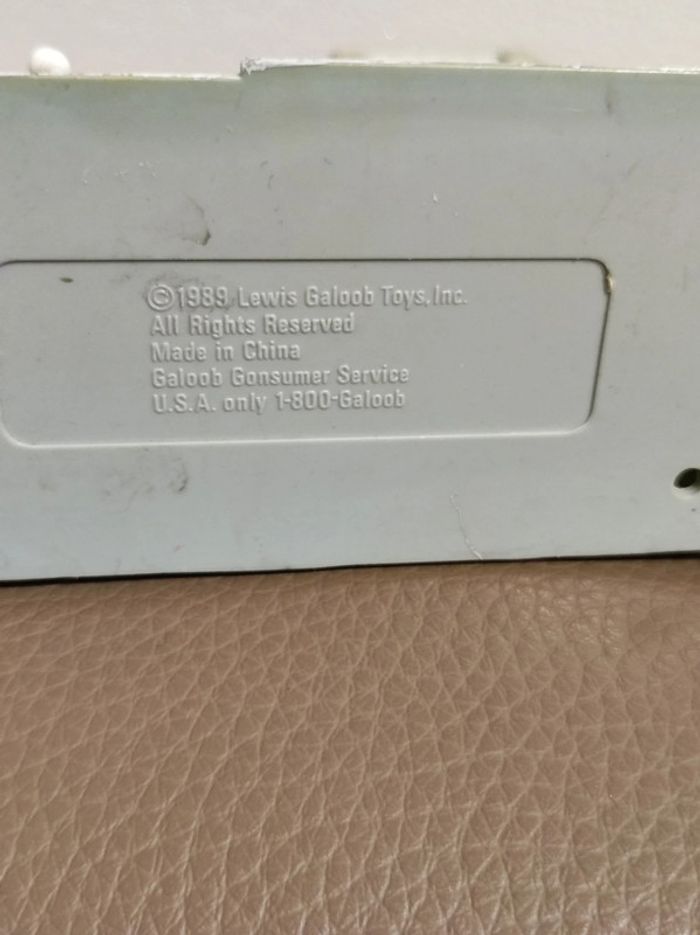 ©1989 Lewis Galoob Toys, Inc.
All Rights Reserved
Made in China
Galoob Gonsumer Service
U.S.A. only 1-800-Galoob